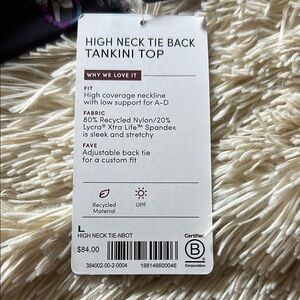 HIGH NECK TIE BACK
TANKINI TOP
WHY WE LOVE IT
FIT
High coverage neckline
with low support for A-D
FABRIC
80% Recycled Nylon/20%
Lycra® Xtra Life™ Spandex
is sleek and stretchy
FAVE
Adjustable back tie
for a custom fit
Recycled
Material
UPF
L
HIGH NECK TIE-NBOT
$84.00
384002-00-2-0004
188146600046
Certified
B
Corporation